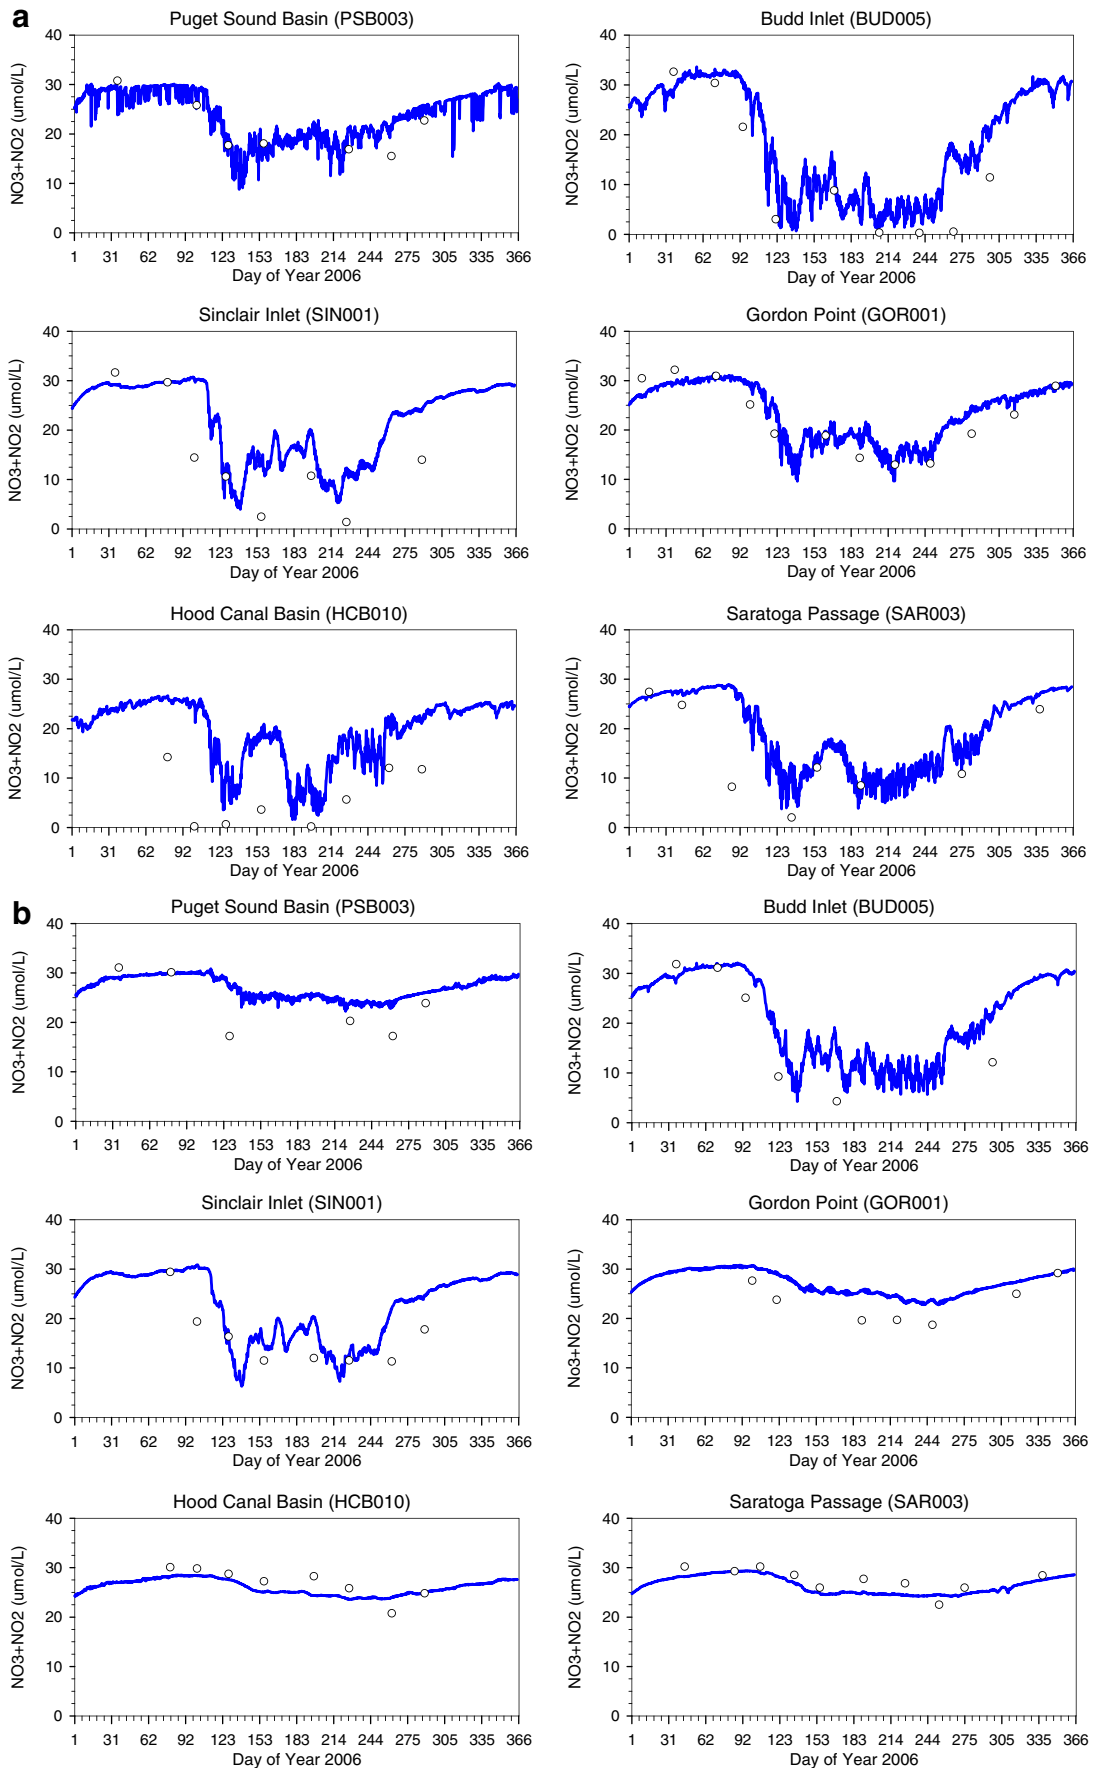 a
Puget Sound Basin (PSB003)
NO3+NO2 (umol/L)
40
30
20
10
0
1 31 62 92 123 153 183 214 244 275 305 335 366
Day of Year 2006
Budd Inlet (BUD005)
NO3+NO2 (umol/L)
40
30
20
10
0
1 31 62 92 123 153 183 214 244 275 305 335 366
Day of Year 2006
Sinclair Inlet (SIN001)
NO3+NO2 (umol/L)
40
30
20
10
0
1 31 62 92 123 153 183 214 244 275 305 335 366
Day of Year 2006
Gordon Point (GOR001)
NO3+NO2 (umol/L)
40
30
20
10
0
1 31 62 92 123 153 183 214 244 275 305 335 366
Day of Year 2006
Hood Canal Basin (HCB010)
NO3+NO2 (umol/L)
40
30
20
10
0
1 31 62 92 123 153 183 214 244 275 305 335 366
Day of Year 2006
Saratoga Passage (SAR003)
NO3+NO2 (umol/L)
40
30
20
10
0
1 31 62 92 123 153 183 214 244 275 305 335 366
Day of Year 2006
b
Puget Sound Basin (PSB003)
NO3+NO2 (umol/L)
40
30
20
10
0
1 31 62 92 123 153 183 214 244 275 305 335 366
Day of Year 2006
Budd Inlet (BUD005)
NO3+NO2 (umol/L)
40
30
20
10
0
1 31 62 92 123 153 183 214 244 275 305 335 366
Day of Year 2006
Sinclair Inlet (SIN001)
NO3+NO2 (umol/L)
40
30
20
10
0
1 31 62 92 123 153 183 214 244 275 305 335 366
Day of Year 2006
Gordon Point (GOR001)
No3+NO2 (umol/L)
40
30
20
10
0
1 31 62 92 123 153 183 214 244 275 305 335 366
Day of Year 2006
Hood Canal Basin (HCB010)
NO3+NO2 (umol/L)
40
30
20
10
0
1 31 62 92 123 153 183 214 244 275 305 335 366
Day of Year 2006
Saratoga Passage (SAR003)
NO3+NO2 (umol/L)
40
30
20
10
0
1 31 62 92 123 153 183 214 244 275 305 335 366
Day of Year 2006